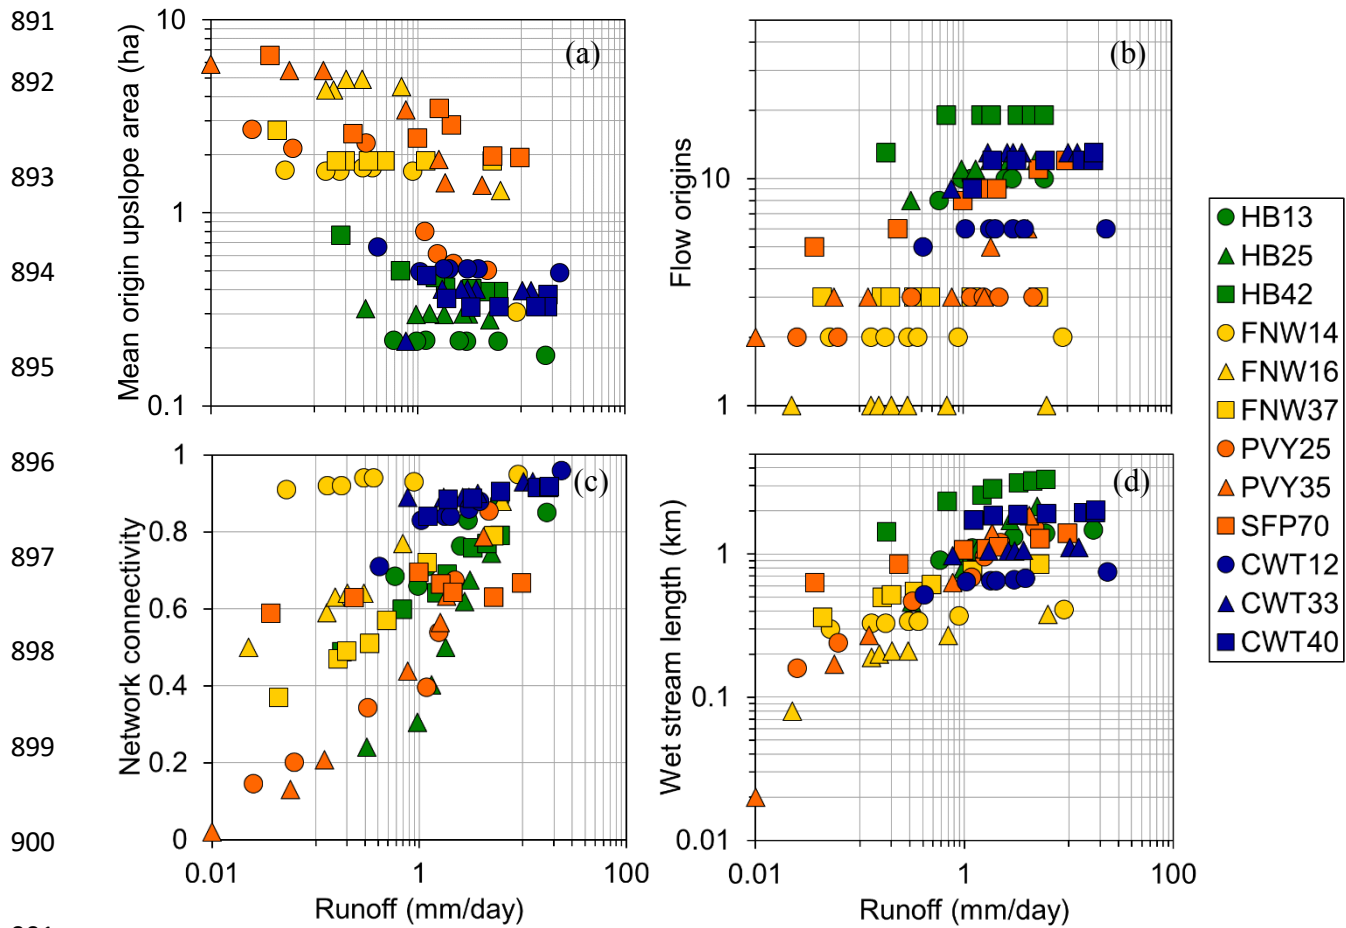 891
892
893
894
895
896
897
898
899
900
10
1
0.1
Mean origin upslope area (ha)
(a)
10
1
Flow origins
(b)
1
0.8
0.6
0.4
0.2
0
Network connectivity
(c)
0.01
1
100
Runoff (mm/day)
10
1
0.1
0.01
Wet stream length (km)
(d)
0.01
1
100
Runoff (mm/day)
HB13
HB25
HB42
FNW14
FNW16
FNW37
PVY25
PVY35
SFP70
CWT12
CWT33
CWT40